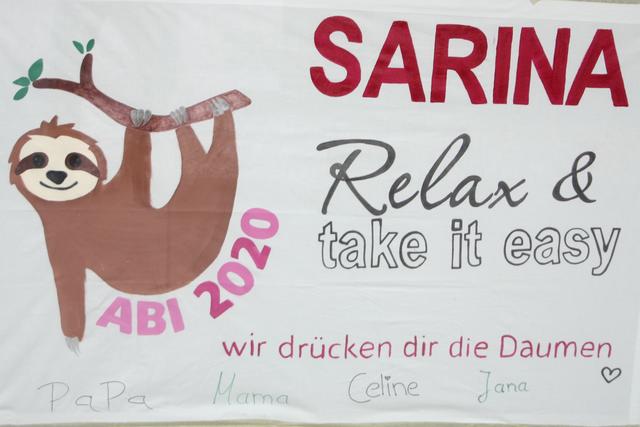 SARINA
Relax &
take it easy
ABI 2020
wir drücken dir die Daumen
PaPa Mama Celine Jana